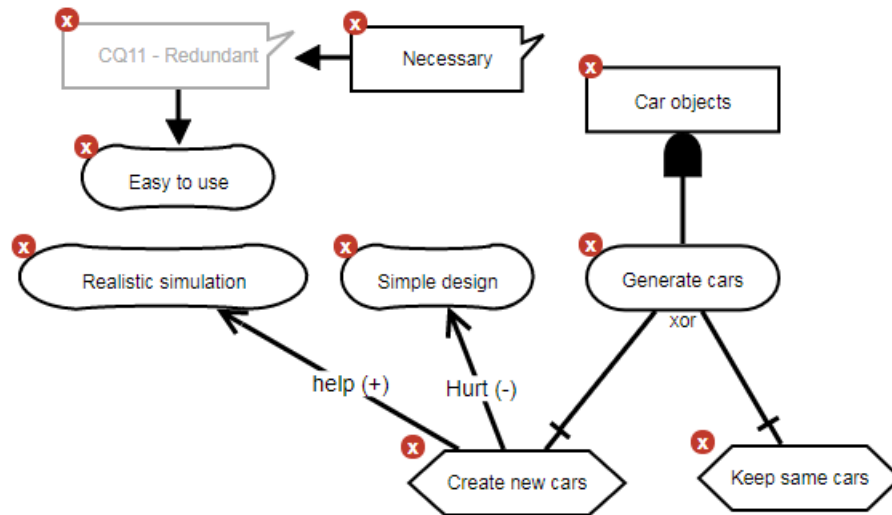 x
CQ11 - Redundant
x
Necessary
x
Car objects
x
Easy to use
x
Realistic simulation
x
Simple design
x
Generate cars
xor
help (+)
Hurt (-)
x
Create new cars
x
Keep same cars